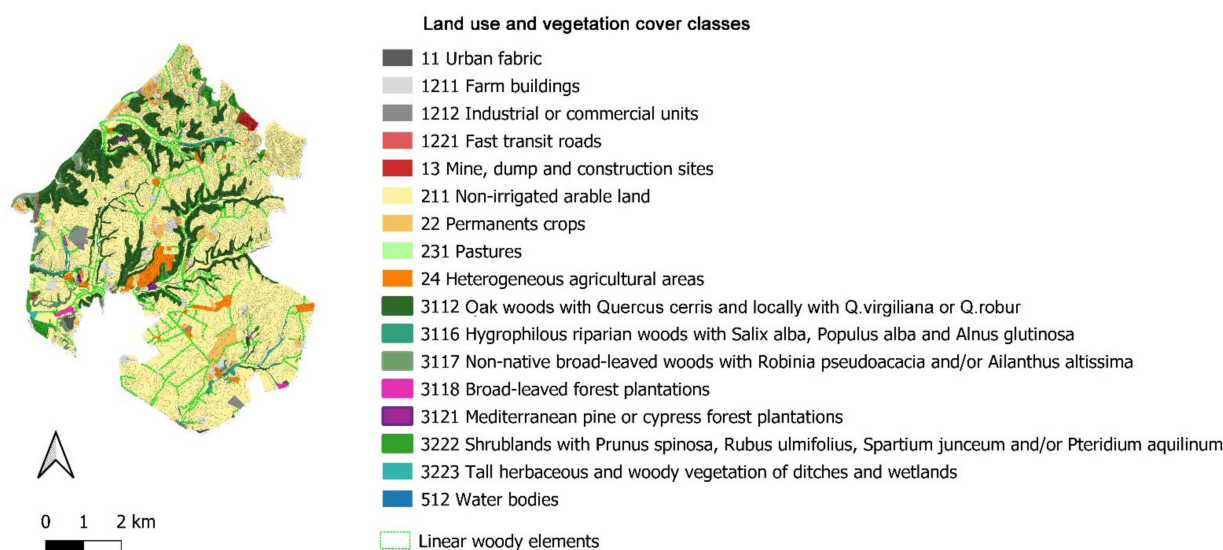 Land use and vegetation cover classes
11 Urban fabric
1211 Farm buildings
1212 Industrial or commercial units
1221 Fast transit roads
13 Mine, dump and construction sites
211 Non-irrigated arable land
22 Permanents crops
231 Pastures
24 Heterogeneous agricultural areas
3112 Oak woods with Quercus cerris and locally with Q.virgiliana or Q.robur
3116 Hygrophilous riparian woods with Salix alba, Populus alba and Alnus glutinosa
3117 Non-native broad-leaved woods with Robinia pseudoacacia and/or Ailanthus altissima
3118 Broad-leaved forest plantations
3121 Mediterranean pine or cypress forest plantations
3222 Shrublands with Prunus spinosa, Rubus ulmifolius, Spartium junceum and/or Pteridium aquilinum
3223 Tall herbaceous and woody vegetation of ditches and wetlands
512 Water bodies
Linear woody elements
0 1 2 km